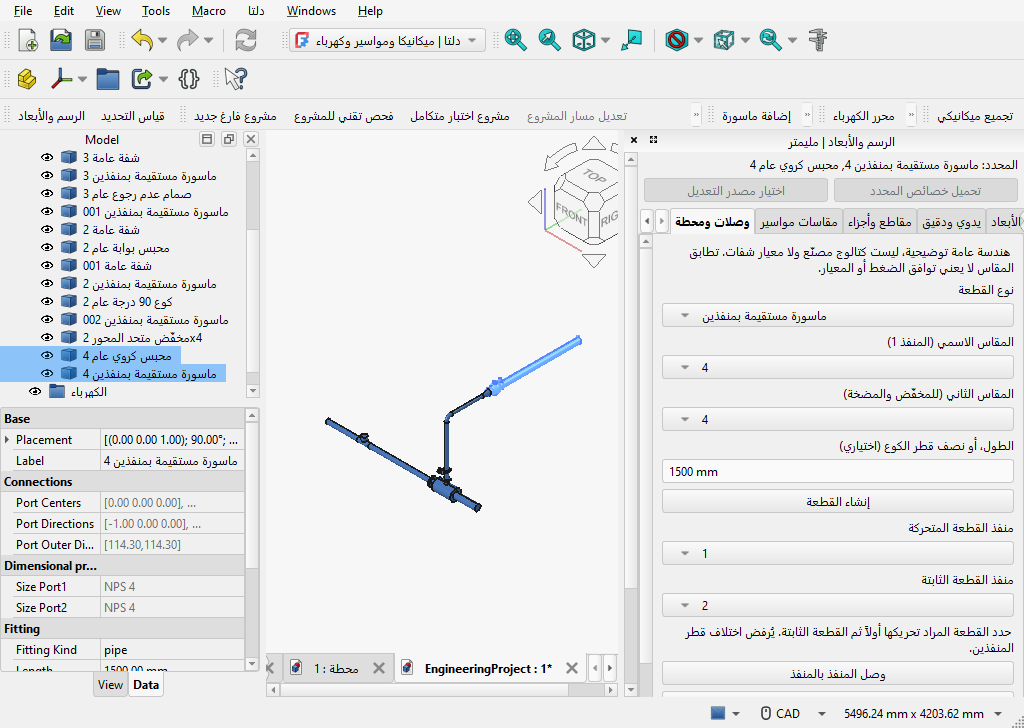 File Edit View Tools Macro دلتا Windows Help
دلتا | ميكانيكا ومواسير وكهرباء
الرسم والأبعاد قياس التحديد مشروع فارغ جديد فحص تقني للمشروع مشروع اختبار متكامل تعديل مسار المشروع » إضافة ماسورة » محرر الكهرباء » تجميع ميكانيكي
Model
شفة عامة 3
ماسورة مستقيمة بمنفذين 3
صمام عدم رجوع عام 3
ماسورة مستقيمة بمنفذين 001
شفة عامة 2
محبس بوابة عام 2
شفة عامة 001
ماسورة مستقيمة بمنفذين 2
كوع 90 درجة عام 2
ماسورة مستقيمة بمنفذين 002
مخفّض متحد المحور 2x4
محبس كروي عام 4
ماسورة مستقيمة بمنفذين 4
الكهرباء
Base
Placement [(0.00 0.00 1.00); 90.00°; ...
Label ماسورة مستقيمة بمنفذين 4
Connections
Port Centers [0.00 0.00 0.00], ...
Port Directions [-1.00 0.00 0.00], ...
Port Outer Di... [114.30,114.30]
Dimensional pr...
Size Port1 NPS 4
Size Port2 NPS 4
Fitting
Fitting Kind pipe
Length 1500.00 mm
View Data
TOP
FRONT
RIG
محطة : 1
EngineeringProject : 1*
الرسم والأبعاد | مليمتر
المحدد: ماسورة مستقيمة بمنفذين 4, محبس كروي عام 4
اختيار مصدر التعديل تحميل خصائص المحدد
وصلات ومحطة مقاسات مواسير مقاطع وأجزاء يدوي ودقيق الأبعاد
هندسة عامة توضيحية، ليست كتالوج مصنّع ولا معيار شفات. تطابق
المقاس لا يعني توافق الضغط أو المعيار.
نوع القطعة
ماسورة مستقيمة بمنفذين
المقاس الاسمي (المنفذ 1)
4
المقاس الثاني (للمخفّض والمضخة)
4
الطول، أو نصف قطر الكوع (اختياري)
1500 mm
إنشاء القطعة
منفذ القطعة المتحركة
1
منفذ القطعة الثابتة
2
حدد القطعة المراد تحريكها أولاً ثم القطعة الثابتة. يُرفض اختلاف قطر
المنفذين.
وصل المنفذ بالمنفذ
CAD 5496.24 mm x 4203.62 mm